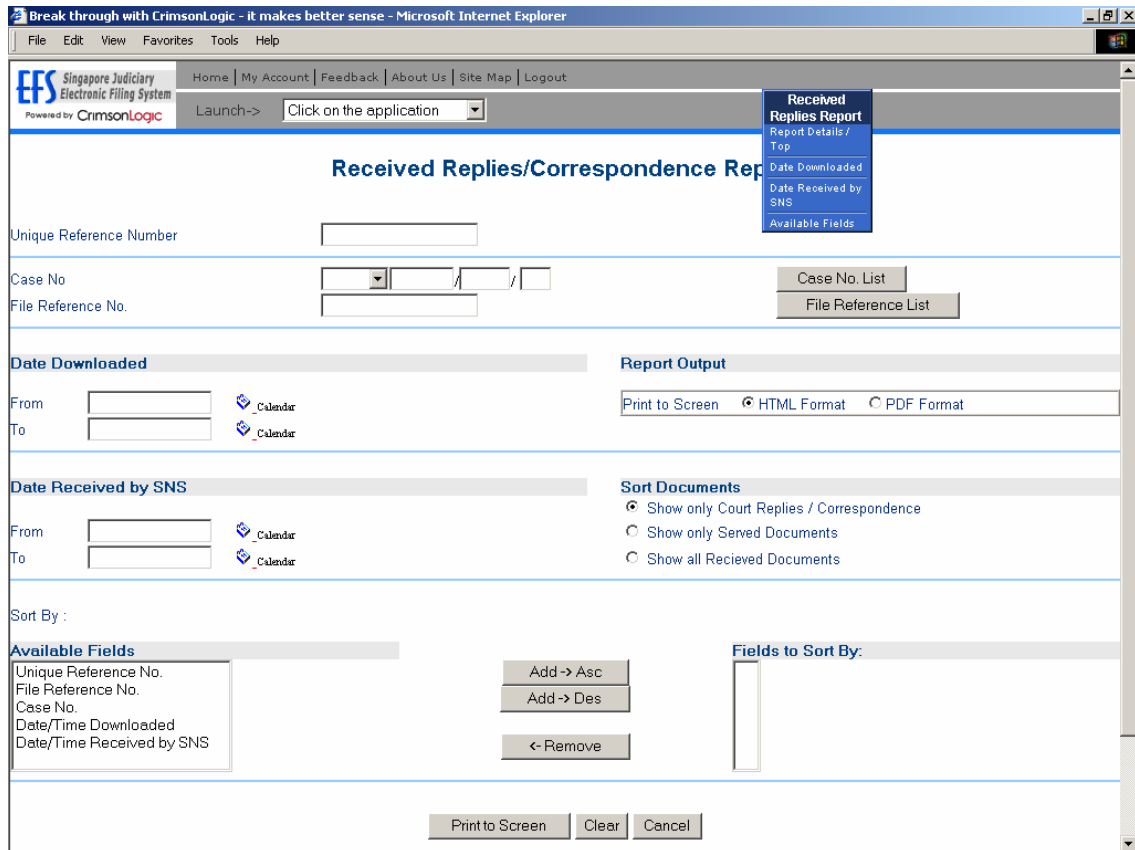 Break through with CrimsonLogic - it makes better sense - Microsoft Internet Explorer
File Edit View Favorites Tools Help
EFS Singapore Judiciary
Electronic Filing System
Powered by CrimsonLogic
Home | My Account | Feedback | About Us | Site Map | Logout
Launch-> Click on the application
Received
Replies Report
Report Details /
Top
Date Downloaded
Date Received by
SNS
Available Fields
Received Replies/Correspondence Rep
Unique Reference Number
Case No / / Case No. List
File Reference No. File Reference List
Date Downloaded Report Output
From Calendar Print to Screen HTML Format PDF Format
To Calendar
Date Received by SNS Sort Documents
Show only Court Replies / Correspondence
From Calendar Show only Served Documents
To Calendar Show all Recieved Documents
Sort By :
Available Fields Fields to Sort By:
Unique Reference No. Add -> Asc
File Reference No.
Case No. Add -> Des
Date/Time Downloaded
Date/Time Received by SNS <- Remove
Print to Screen Clear Cancel